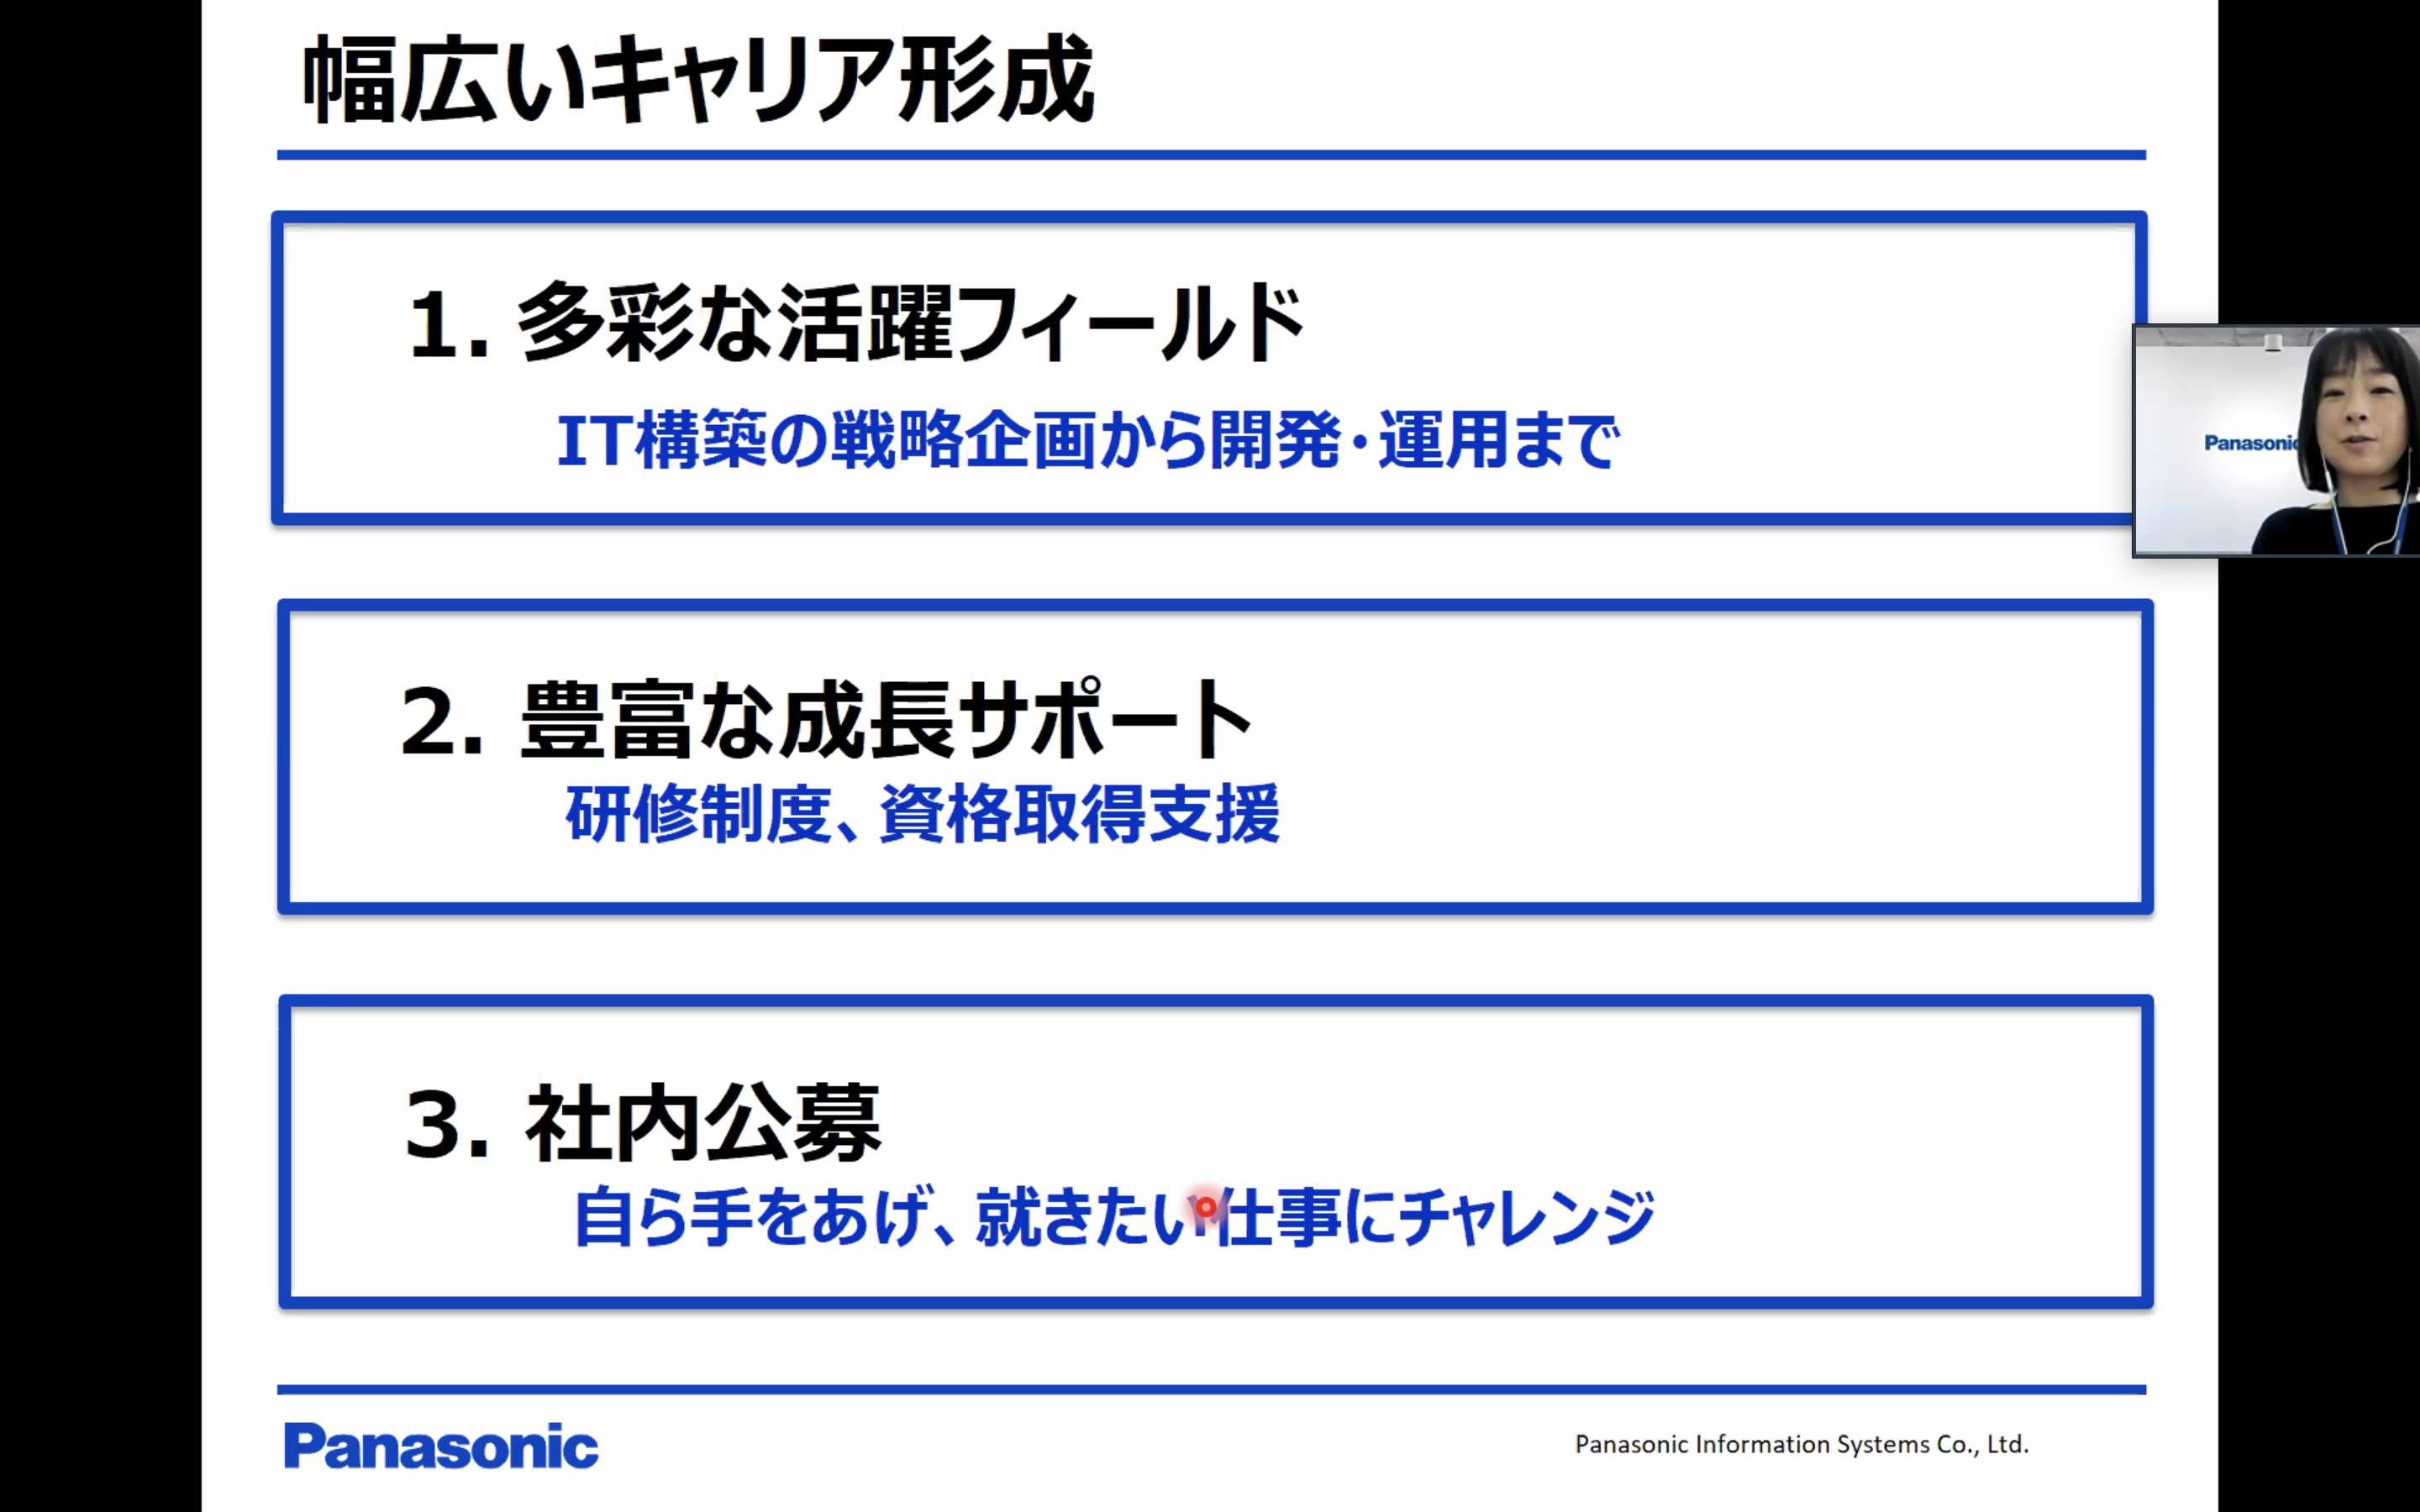 幅広いキャリア形成
1. 多彩な活躍フィールド
IT構築の戦略企画から開発・運用まで
Panasonic
2. 豊富な成長サポート
研修制度、資格取得支援
3. 社内公募
自ら手をあげ、就きたい仕事にチャレンジ
Panasonic
Panasonic Information Systems Co., Ltd.